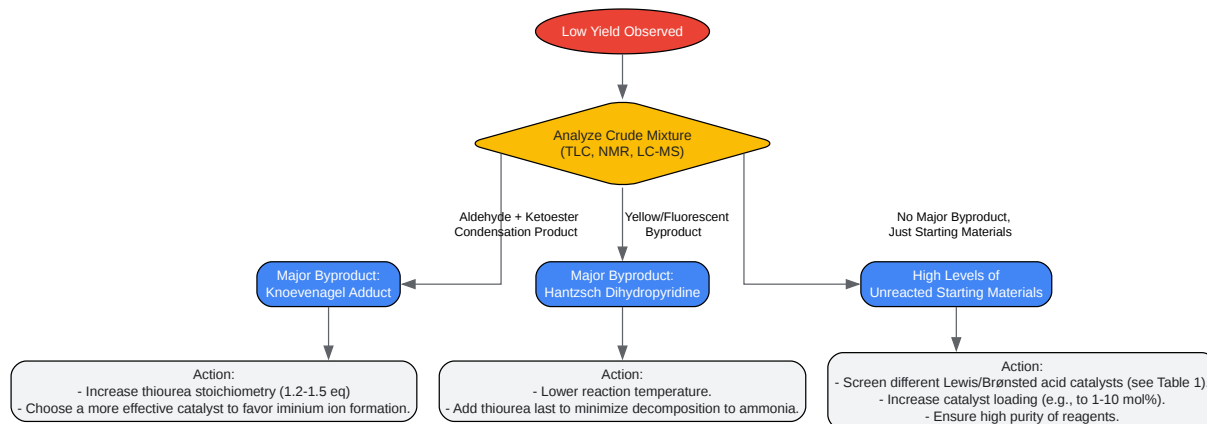 Low Yield Observed
Analyze Crude Mixture
(TLC, NMR, LC-MS)
Aldehyde + Ketoester
Condensation Product
Yellow/Fluorescent
Byproduct
No Major Byproduct,
Just Starting Materials
Major Byproduct:
Knoevenagel Adduct
Major Byproduct:
Hantzsch Dihydropyridine
High Levels of
Unreacted Starting Materials
Action:
- Increase thiourea stoichiometry (1.2-1.5 eq)
- Choose a more effective catalyst to favor iminium ion formation.
Action:
- Lower reaction temperature.
- Add thiourea last to minimize decomposition to ammonia.
Action:
- Screen different Lewis/Brønsted acid catalysts (see Table 1).
- Increase catalyst loading (e.g., to 1-10 mol%).
- Ensure high purity of reagents.